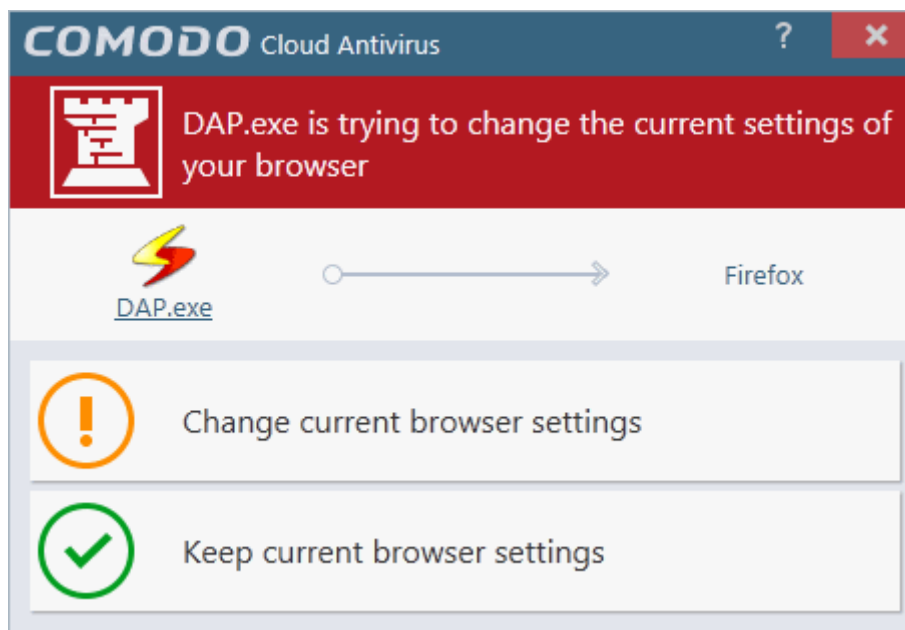 COMODO Cloud Antivirus ?
DAP.exe is trying to change the current settings of
your browser
DAP.exe Firefox
Change current browser settings
Keep current browser settings